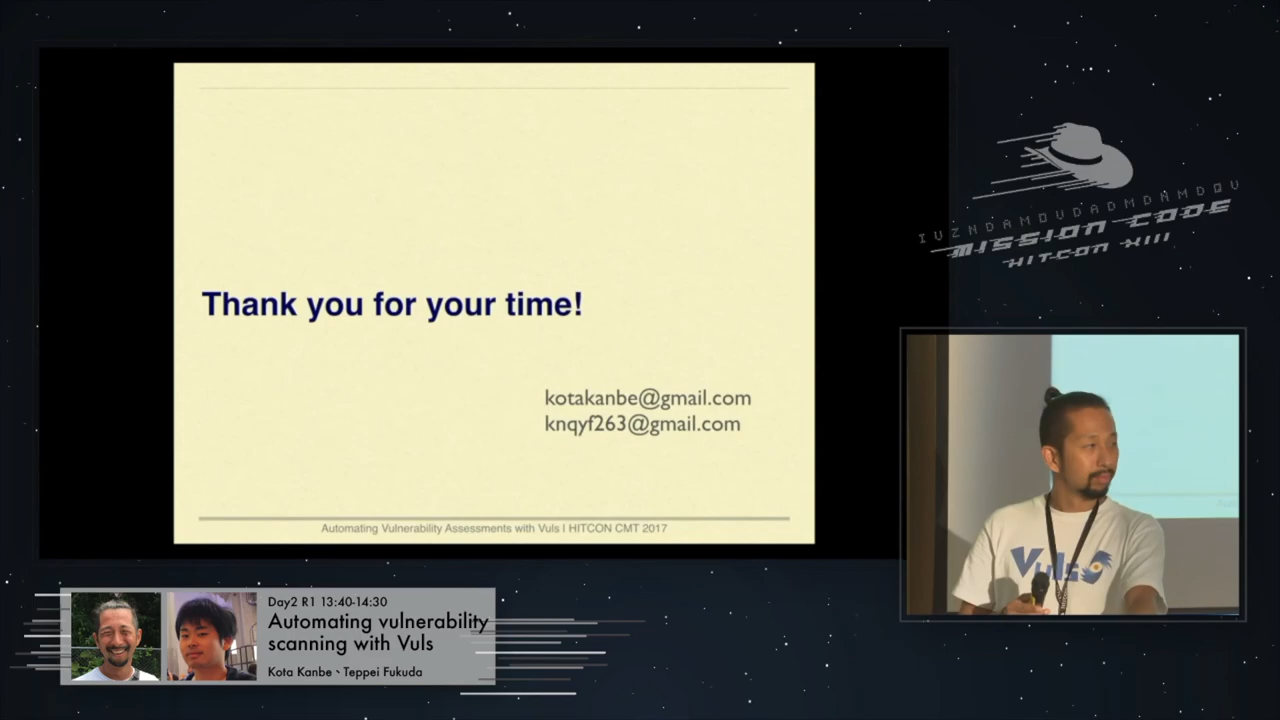 Thank you for your time!
kotakanbe@gmail.com
knqyf263@gmail.com
Automating Vulnerability Assessments with Vuls | HITCON CMT 2017
IVZNDAMOVDADMDNMDQV
MISSION CODE
HITCON XIII
Vuls
Day2 R1 13:40-14:30
Automating vulnerability
scanning with Vuls
Kota Kanbe、Teppei Fukuda